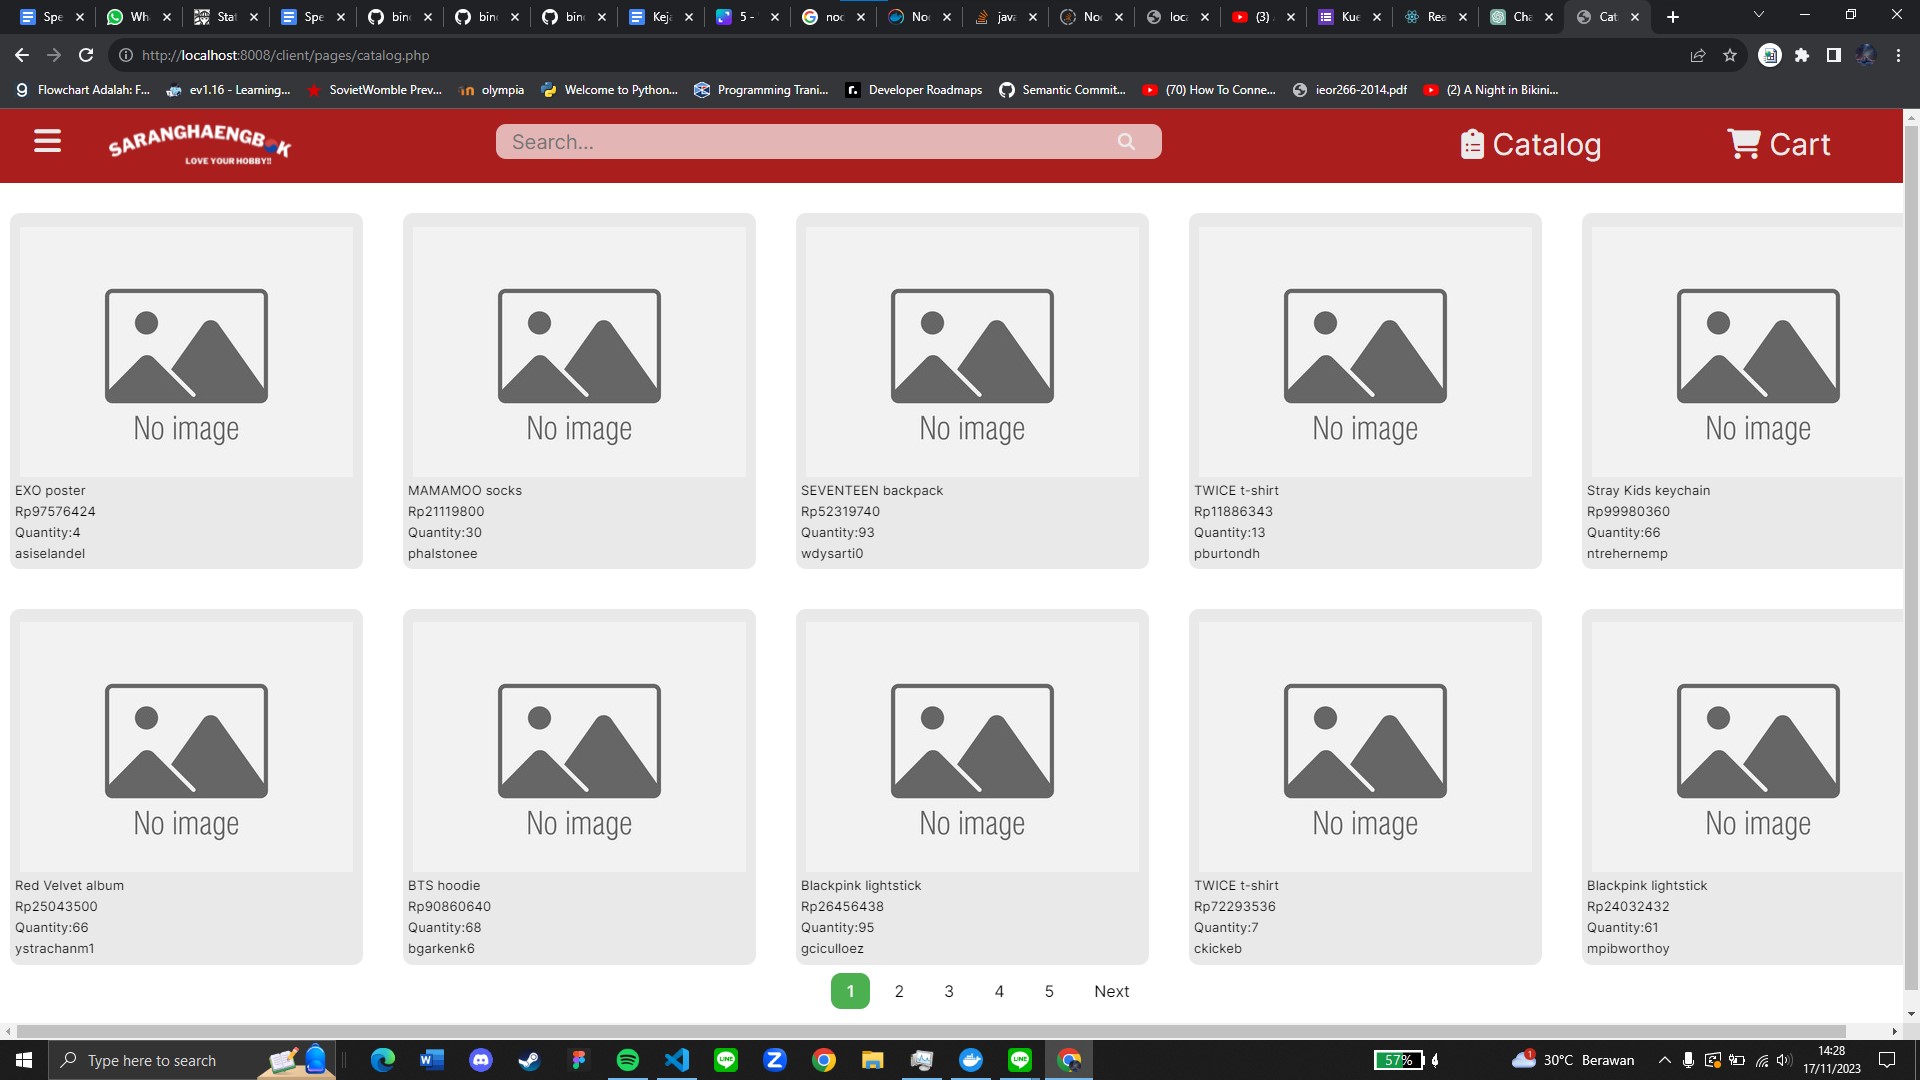 Spe
Wha
Stat
Spe
bin
bin
bin
Keja
5 -
noc
No
java
No
loca
(3)
Kue
Rea
Cha
Cat
http://localhost:8008/client/pages/catalog.php
Flowchart Adalah: F...
ev1.16 - Learning...
SovietWomble Prev...
olympia
Welcome to Python...
Programming Trani...
Developer Roadmaps
Semantic Commit...
(70) How To Conne...
ieor266-2014.pdf
(2) A Night in Bikini...
SARANGHAENGBOK
LOVE YOUR HOBBY!!
Search...
Catalog
Cart
No image
No image
No image
No image
No image
EXO poster
Rp97576424
Quantity:4
asiselandel
MAMAMOO socks
Rp21119800
Quantity:30
phalstonee
SEVENTEEN backpack
Rp52319740
Quantity:93
wdysarti0
TWICE t-shirt
Rp11886343
Quantity:13
pburtondh
Stray Kids keychain
Rp99980360
Quantity:66
ntrehernemp
No image
No image
No image
No image
No image
Red Velvet album
Rp25043500
Quantity:66
ystrachanm1
BTS hoodie
Rp90860640
Quantity:68
bgarkenk6
Blackpink lightstick
Rp26456438
Quantity:95
gciculloez
TWICE t-shirt
Rp72293536
Quantity:7
ckickeb
Blackpink lightstick
Rp24032432
Quantity:61
mpibworthoy
1 2 3 4 5 Next
Type here to search
57%
1
30°C Berawan
14:28
17/11/2023